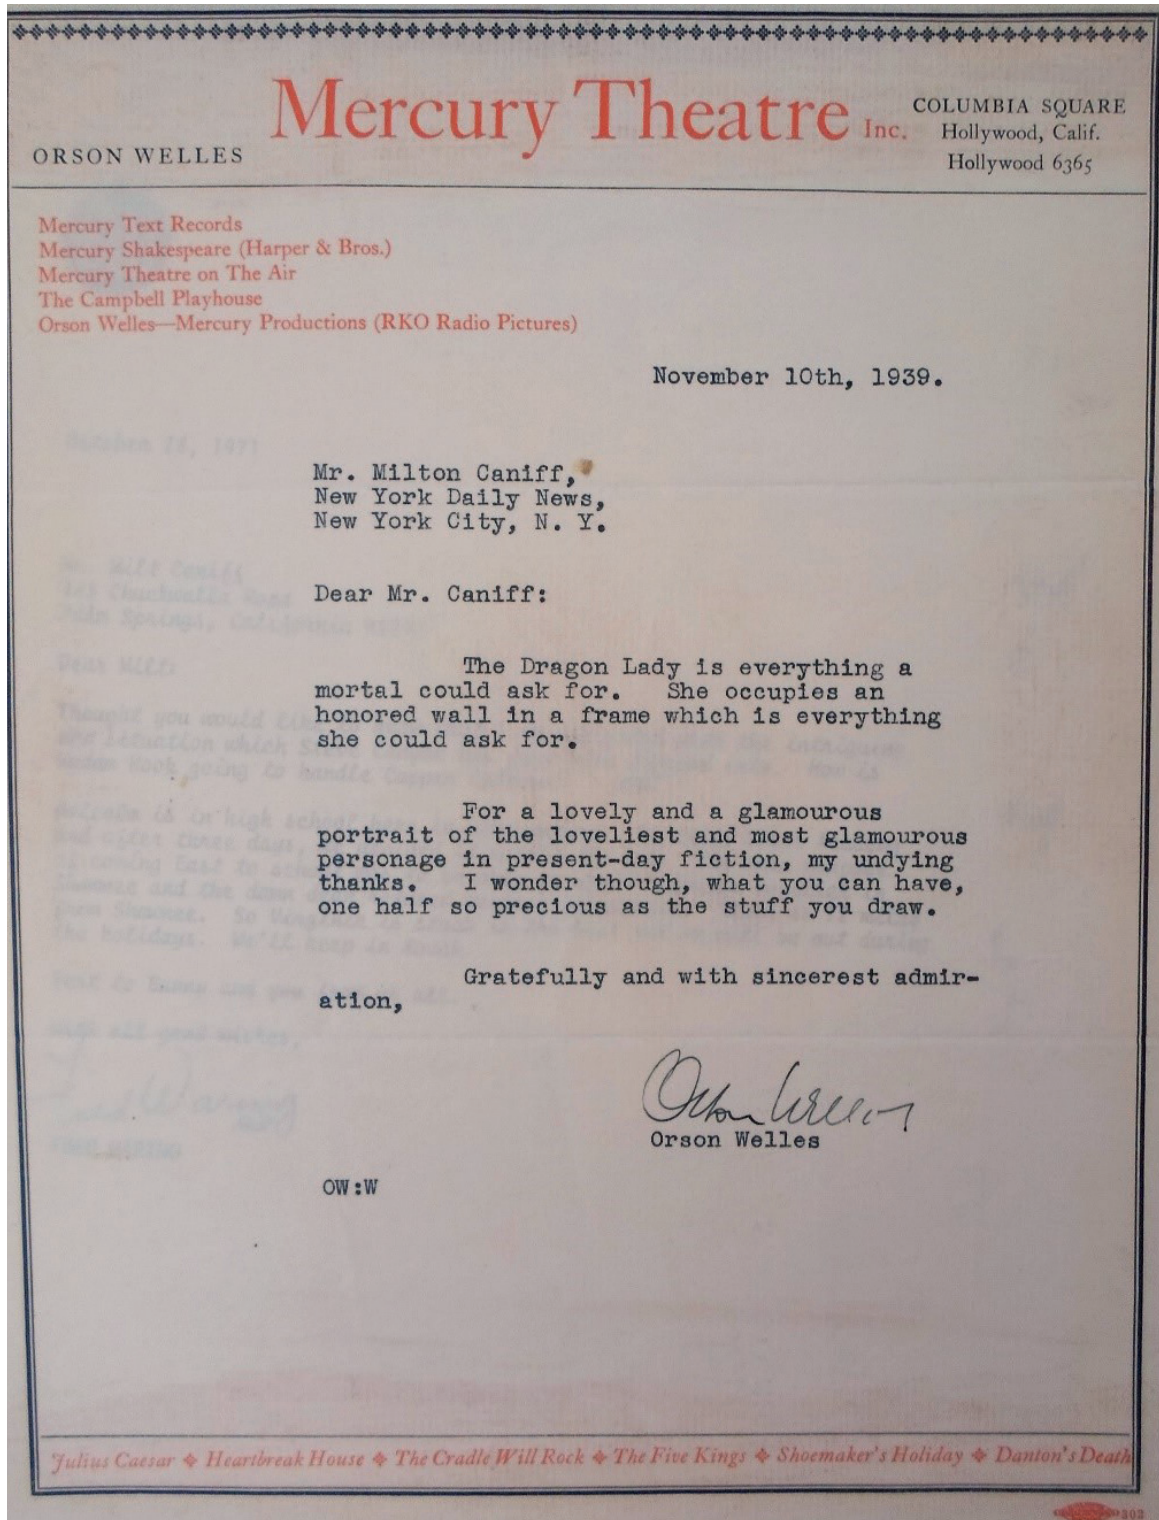 Mercury Theatre Inc.
ORSON WELLES
COLUMBIA SQUARE
Hollywood, Calif.
Hollywood 6365
Mercury Text Records
Mercury Shakespeare (Harper & Bros.)
Mercury Theatre on The Air
The Campbell Playhouse
Orson Welles—Mercury Productions (RKO Radio Pictures)
November 10th, 1939.
Mr. Milton Caniff,
New York Daily News,
New York City, N. Y.
Dear Mr. Caniff:
The Dragon Lady is everything a
mortal could ask for. She occupies an
honored wall in a frame which is everything
she could ask for.
For a lovely and a glamourous
portrait of the loveliest and most glamourous
personage in present-day fiction, my undying
thanks. I wonder though, what you can have,
one half so precious as the stuff you draw.
Gratefully and with sincerest admir-
ation,
Orson Welles
Orson Welles
OW:W
Julius Caesar ❖ Heartbreak House ❖ The Cradle Will Rock ❖ The Five Kings ❖ Shoemaker's Holiday ❖ Danton's Death